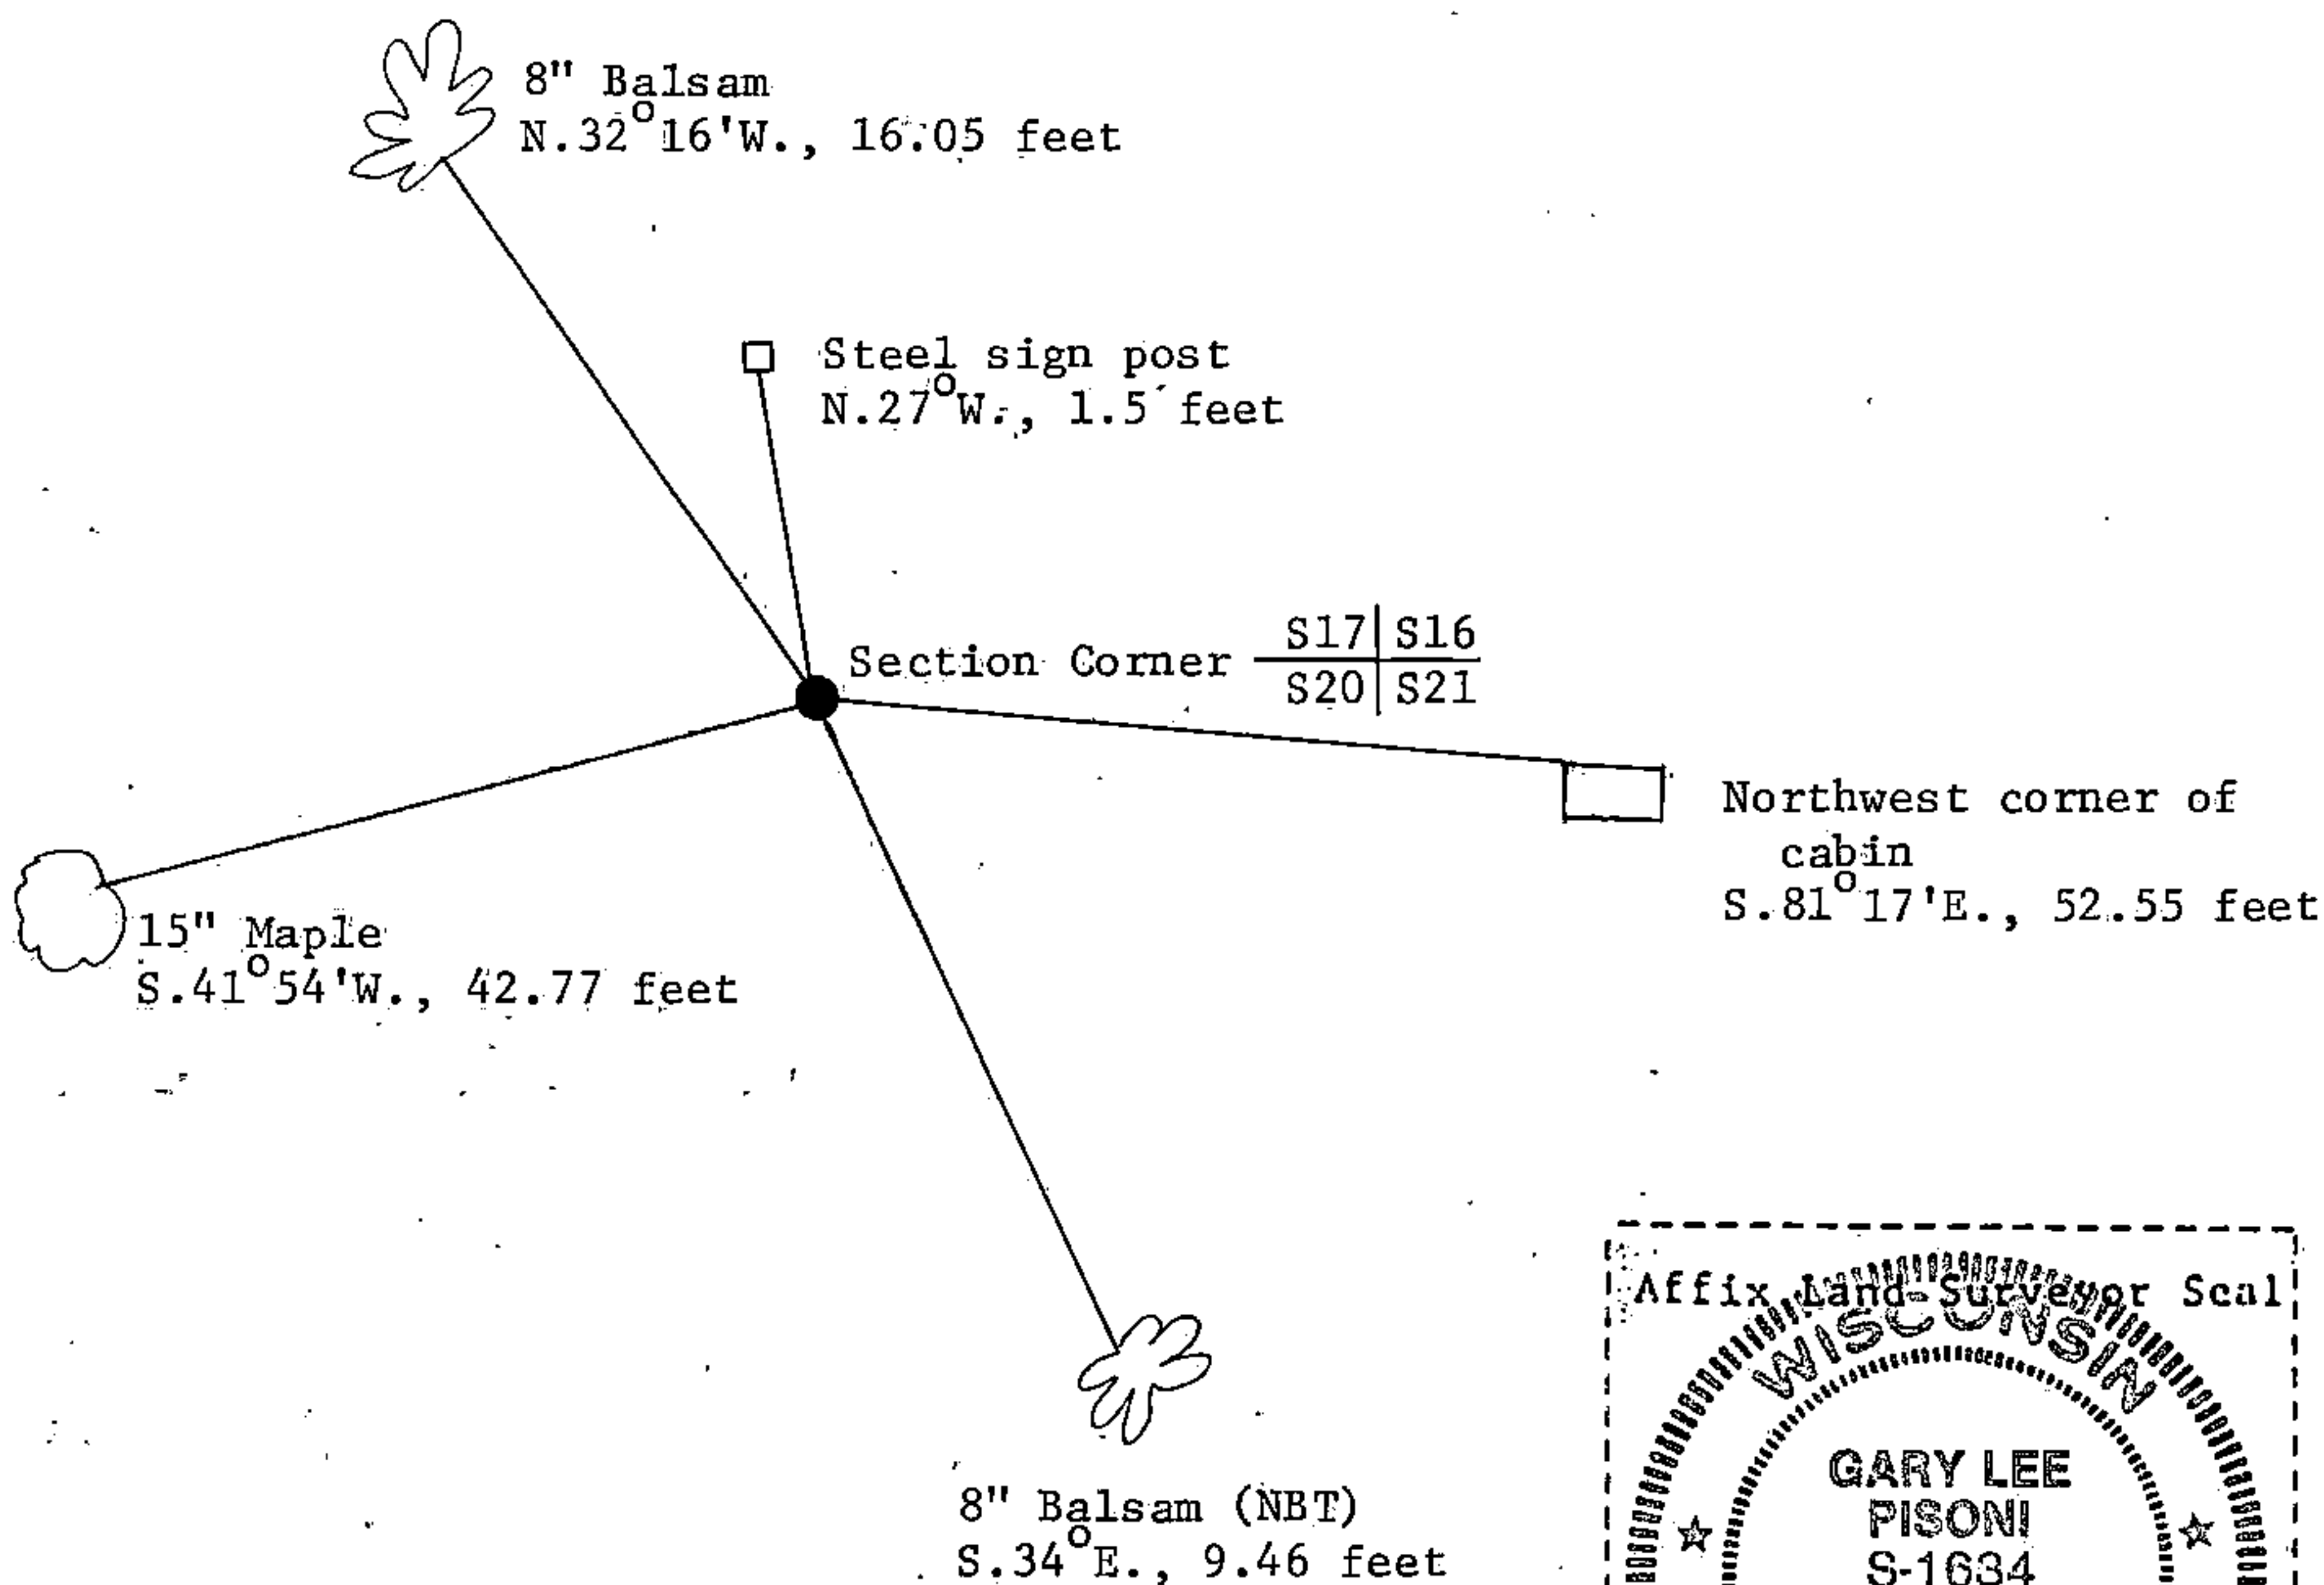 8" Balsam
N.32°16'W., 16.05 feet
Steel sign post
N.27°W., 1.5 feet
Section Corner
S17 S16
S20 S21
Northwest corner of
cabin
S.81°17'E., 52.55 feet
15" Maple
S.41°54'W., 42.77 feet
8" Balsam (NBT)
S.34°E., 9.46 feet
Affix Land Surveyor Seal
WISCONSIN
GARY LEE
PISONI
S-1634